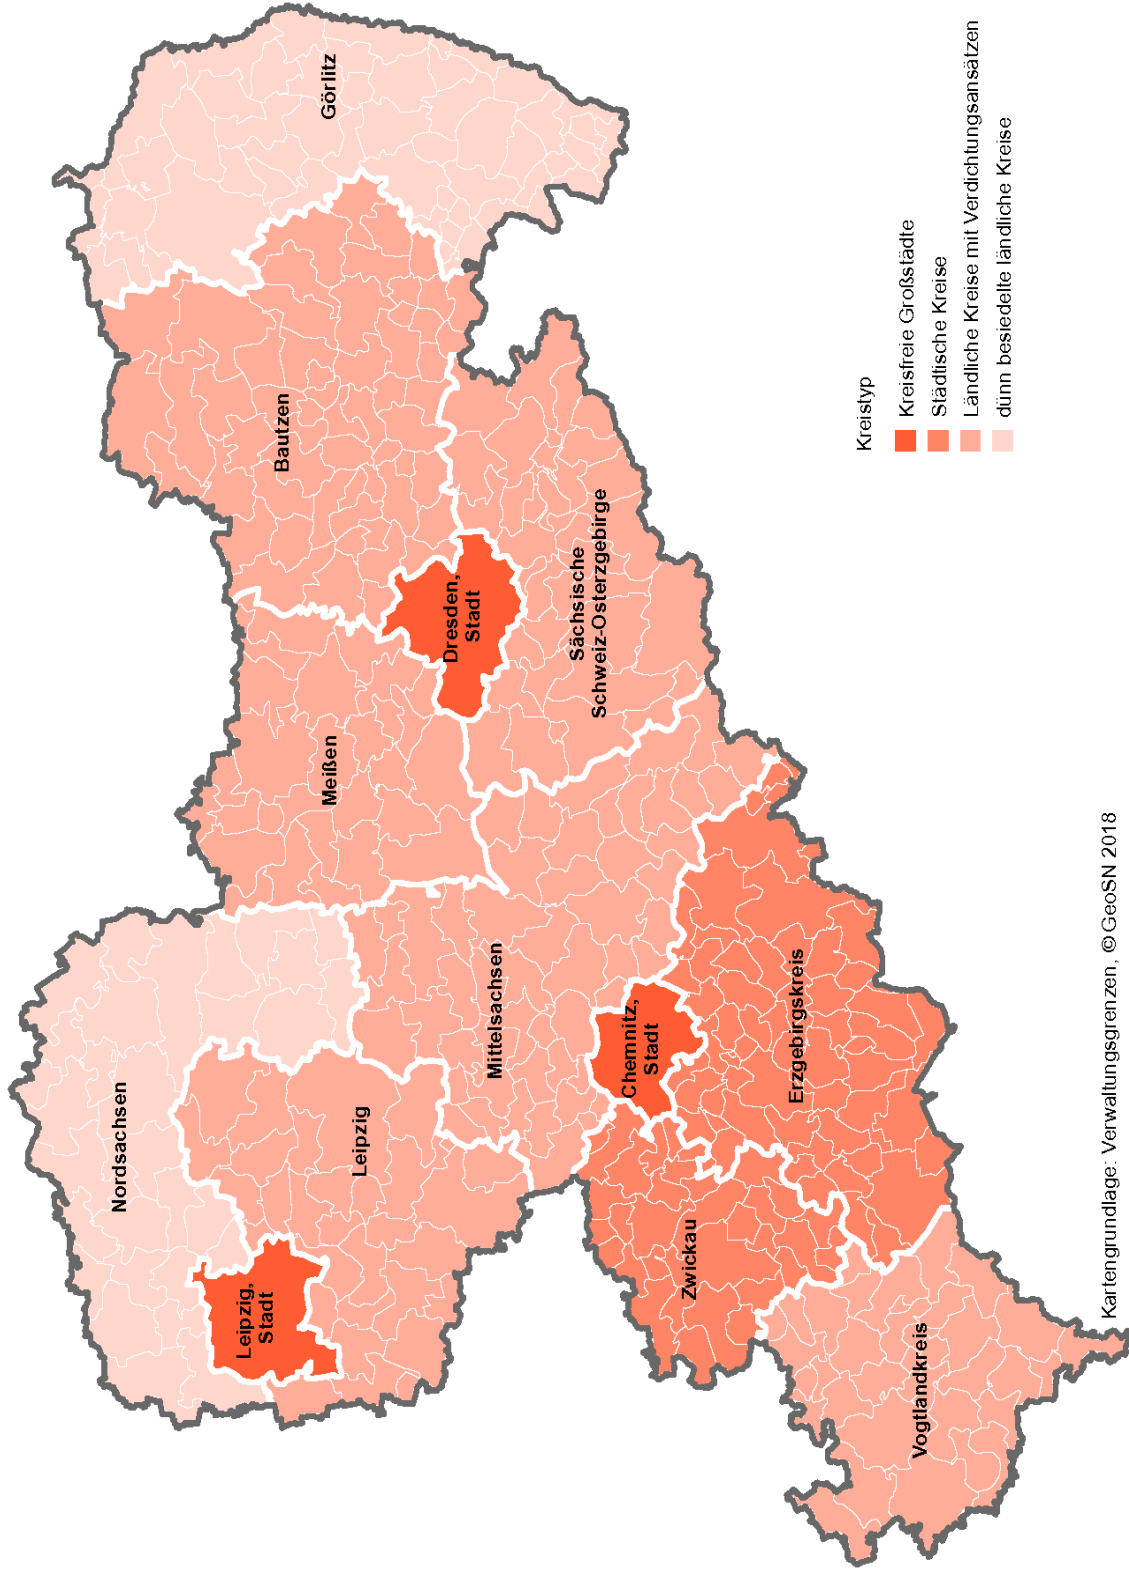 Nordsachsen
Leipzig,
Stadt
Leipzig
Meißen
Bautzen
Görlitz
Dresden,
Stadt
Mittelsachsen
Sächsische
Schweiz-Osterzgebirge
Chemnitz,
Stadt
Zwickau
Erzgebirgskreis
Vogtlandkreis
Kreistyp
Kreisfreie Großstädte
Städtische Kreise
Ländliche Kreise mit Verdichtungsansätzen
dünn besiedelte ländliche Kreise
Kartengrundlage: Verwaltungsgrenzen, ©GeoSN 2018